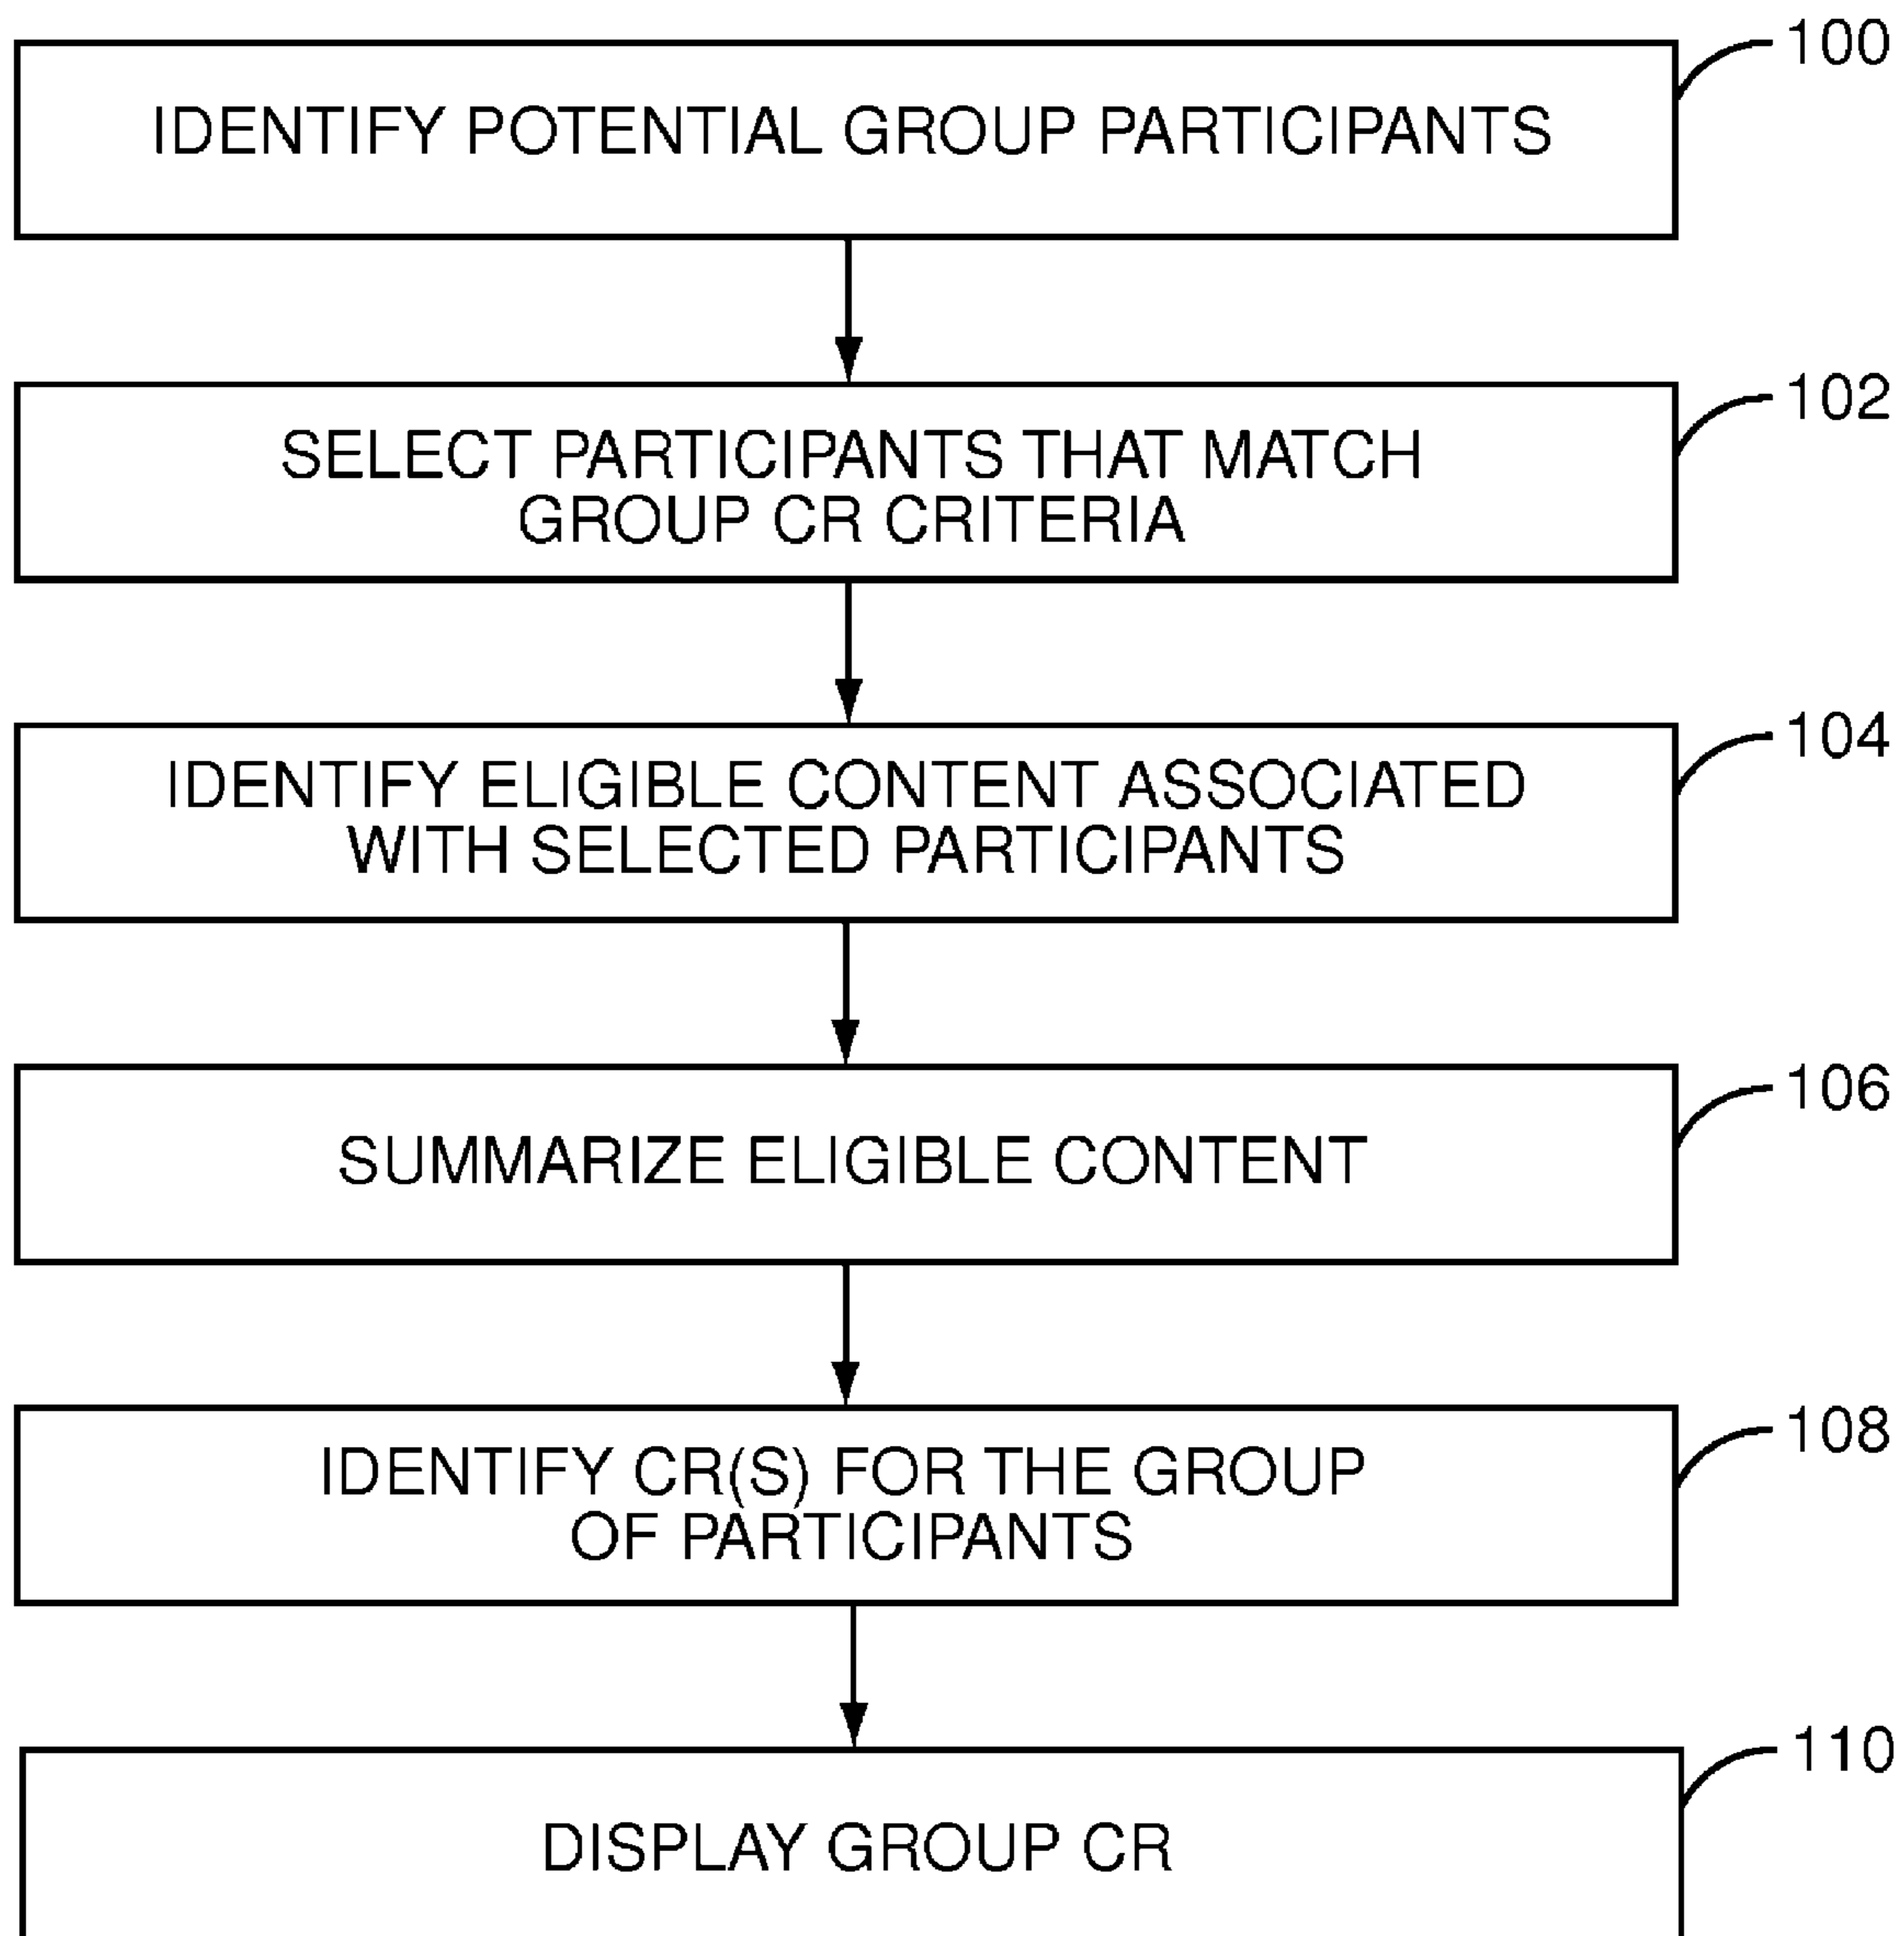 100
IDENTIFY POTENTIAL GROUP PARTICIPANTS
102
SELECT PARTICIPANTS THAT MATCH
GROUP CR CRITERIA
104
IDENTIFY ELIGIBLE CONTENT ASSOCIATED
WITH SELECTED PARTICIPANTS
106
SUMMARIZE ELIGIBLE CONTENT
108
IDENTIFY CR(S) FOR THE GROUP
OF PARTICIPANTS
110
DISPLAY GROUP CR